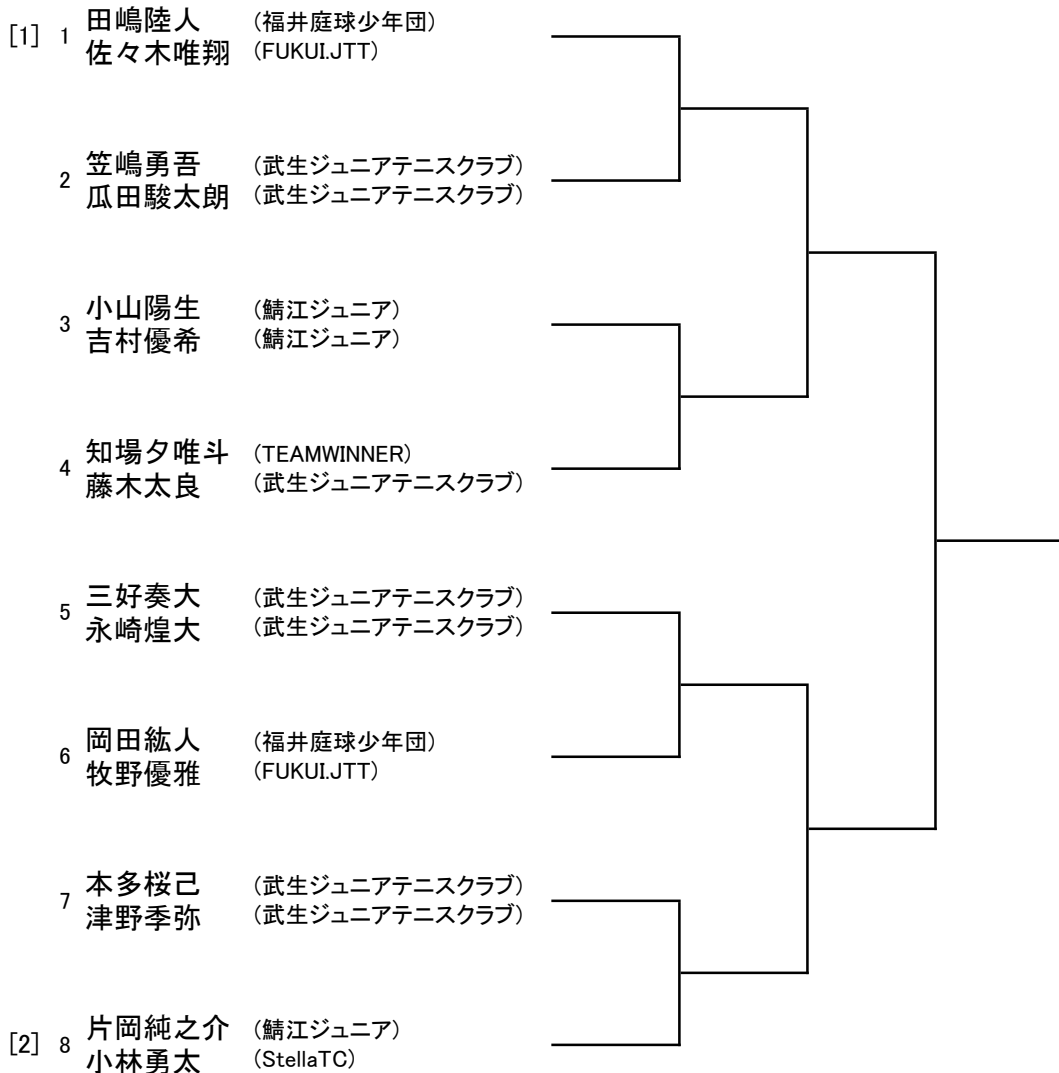 [1] 1 田嶋陸人 (福井庭球少年団)
佐々木唯翔 (FUKUI.JTT)
2 笠嶋勇吾 (武生ジュニアテニスクラブ)
瓜田駿太朗 (武生ジュニアテニスクラブ)
3 小山陽生 (鯖江ジュニア)
吉村優希 (鯖江ジュニア)
4 知場夕唯斗 (TEAMWINNER)
藤木太良 (武生ジュニアテニスクラブ)
5 三好奏大 (武生ジュニアテニスクラブ)
永崎煌大 (武生ジュニアテニスクラブ)
6 岡田紘人 (福井庭球少年団)
牧野優雅 (FUKUI.JTT)
7 本多桜己 (武生ジュニアテニスクラブ)
津野季弥 (武生ジュニアテニスクラブ)
[2] 8 片岡純之介 (鯖江ジュニア)
小林勇太 (StellaTC)